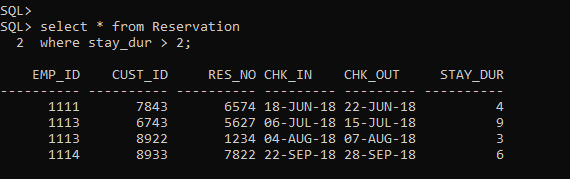 SQL>
SQL> select * from Reservation
  2  where stay_dur > 2;
    EMP_ID    CUST_ID     RES_NO CHK_IN    CHK_OUT     STAY_DUR
---------- ---------- ---------- --------- --------- ----------
      1111       7843       6574 18-JUN-18 22-JUN-18          4
      1113       6743       5627 06-JUL-18 15-JUL-18          9
      1113       8922       1234 04-AUG-18 07-AUG-18          3
      1114       8933       7822 22-SEP-18 28-SEP-18          6